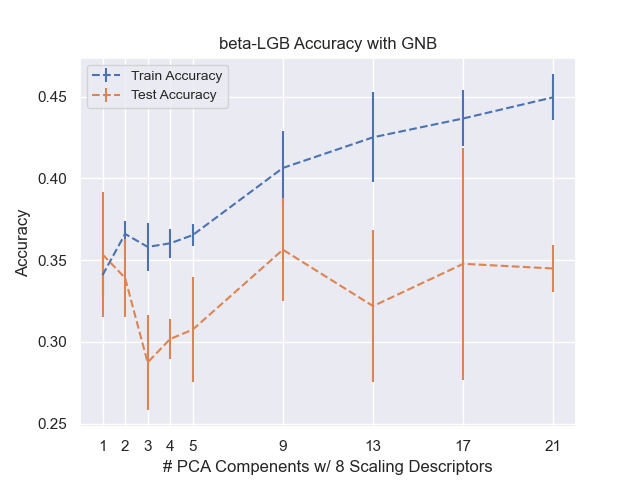 beta-LGB Accuracy with GNB
Train Accuracy
Test Accuracy
0.45
0.40
0.35
0.30
0.25
Accuracy
1 2 3 4 5 9 13 17 21
# PCA Compenents w/ 8 Scaling Descriptors